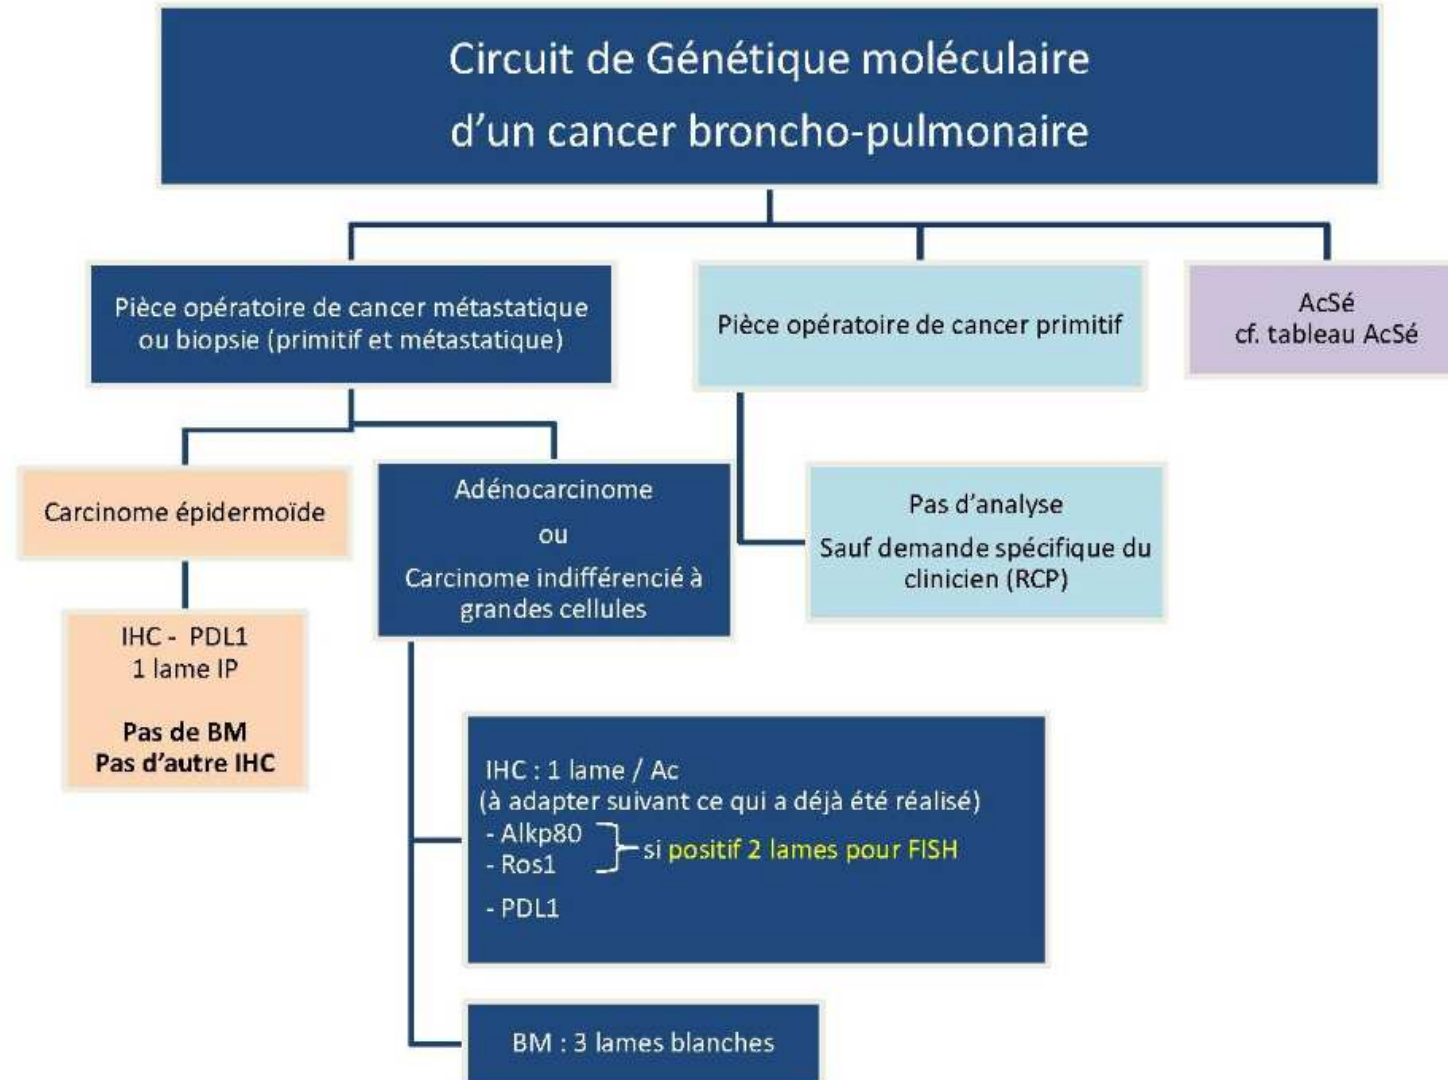 Circuit de Génétique moléculaire
d'un cancer broncho-pulmonaire
Pièce opératoire de cancer métastatique
ou biopsie (primitif et métastatique)
Pièce opératoire de cancer primitif
AcSé
cf. tableau AcSé
Carcinome épidermoïde
Adénocarcinome
ou
Carcinome indifférencié à
grandes cellules
Pas d'analyse
Sauf demande spécifique du
clinicien (RCP)
IHC - PDL1
1 lame IP
Pas de BM
Pas d'autre IHC
IHC : 1 lame / Ac
(à adapter suivant ce qui a déjà été réalisé)
- Alkp80
- Ros1
si positif 2 lames pour FISH
- PDL1
BM : 3 lames blanches